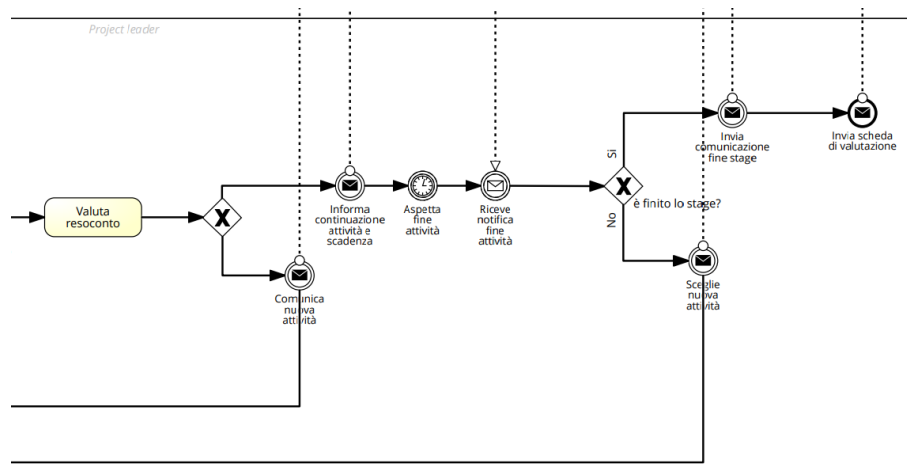 Project leader
Valuta
resoconto
Informa
continuazione
attività e
scadenza
Aspetta
fine
attività
Riceve
notifica
fine
attività
Comunica
nuova
attività
Si
No
è finito lo stage?
Invia
comunicazione
fine stage
Invia scheda
di valutazione
Sceglie
nuova
attività